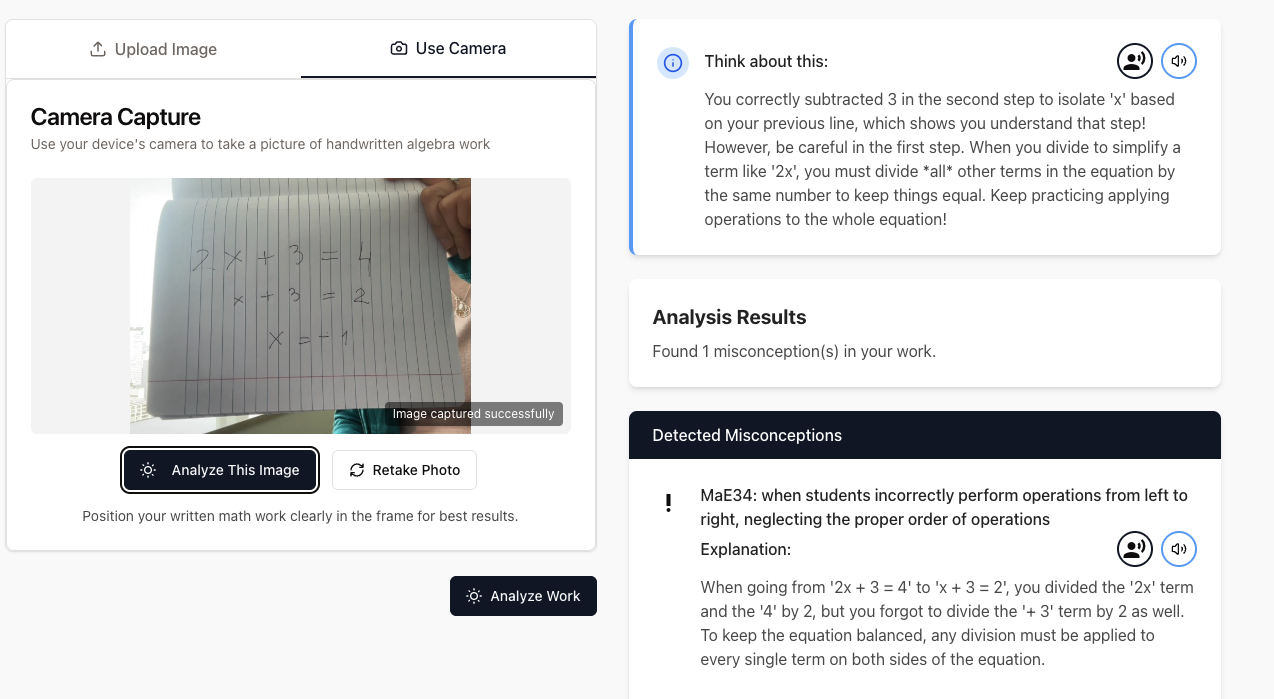 Upload Image
Use Camera
Camera Capture
Use your device's camera to take a picture of handwritten algebra work
2x + 3 = 4
x + 3 = 2
x = -1
Image captured successfully
Analyze This Image
Retake Photo
Position your written math work clearly in the frame for best results.
Analyze Work
Think about this:
You correctly subtracted 3 in the second step to isolate 'x' based
on your previous line, which shows you understand that step!
However, be careful in the first step. When you divide to simplify a
term like '2x', you must divide *all* other terms in the equation by
the same number to keep things equal. Keep practicing applying
operations to the whole equation!
Analysis Results
Found 1 misconception(s) in your work.
Detected Misconceptions
MaE34: when students incorrectly perform operations from left to
right, neglecting the proper order of operations
Explanation:
When going from '2x + 3 = 4' to 'x + 3 = 2', you divided the '2x' term
and the '4' by 2, but you forgot to divide the '+ 3' term by 2 as well.
To keep the equation balanced, any division must be applied to
every single term on both sides of the equation.